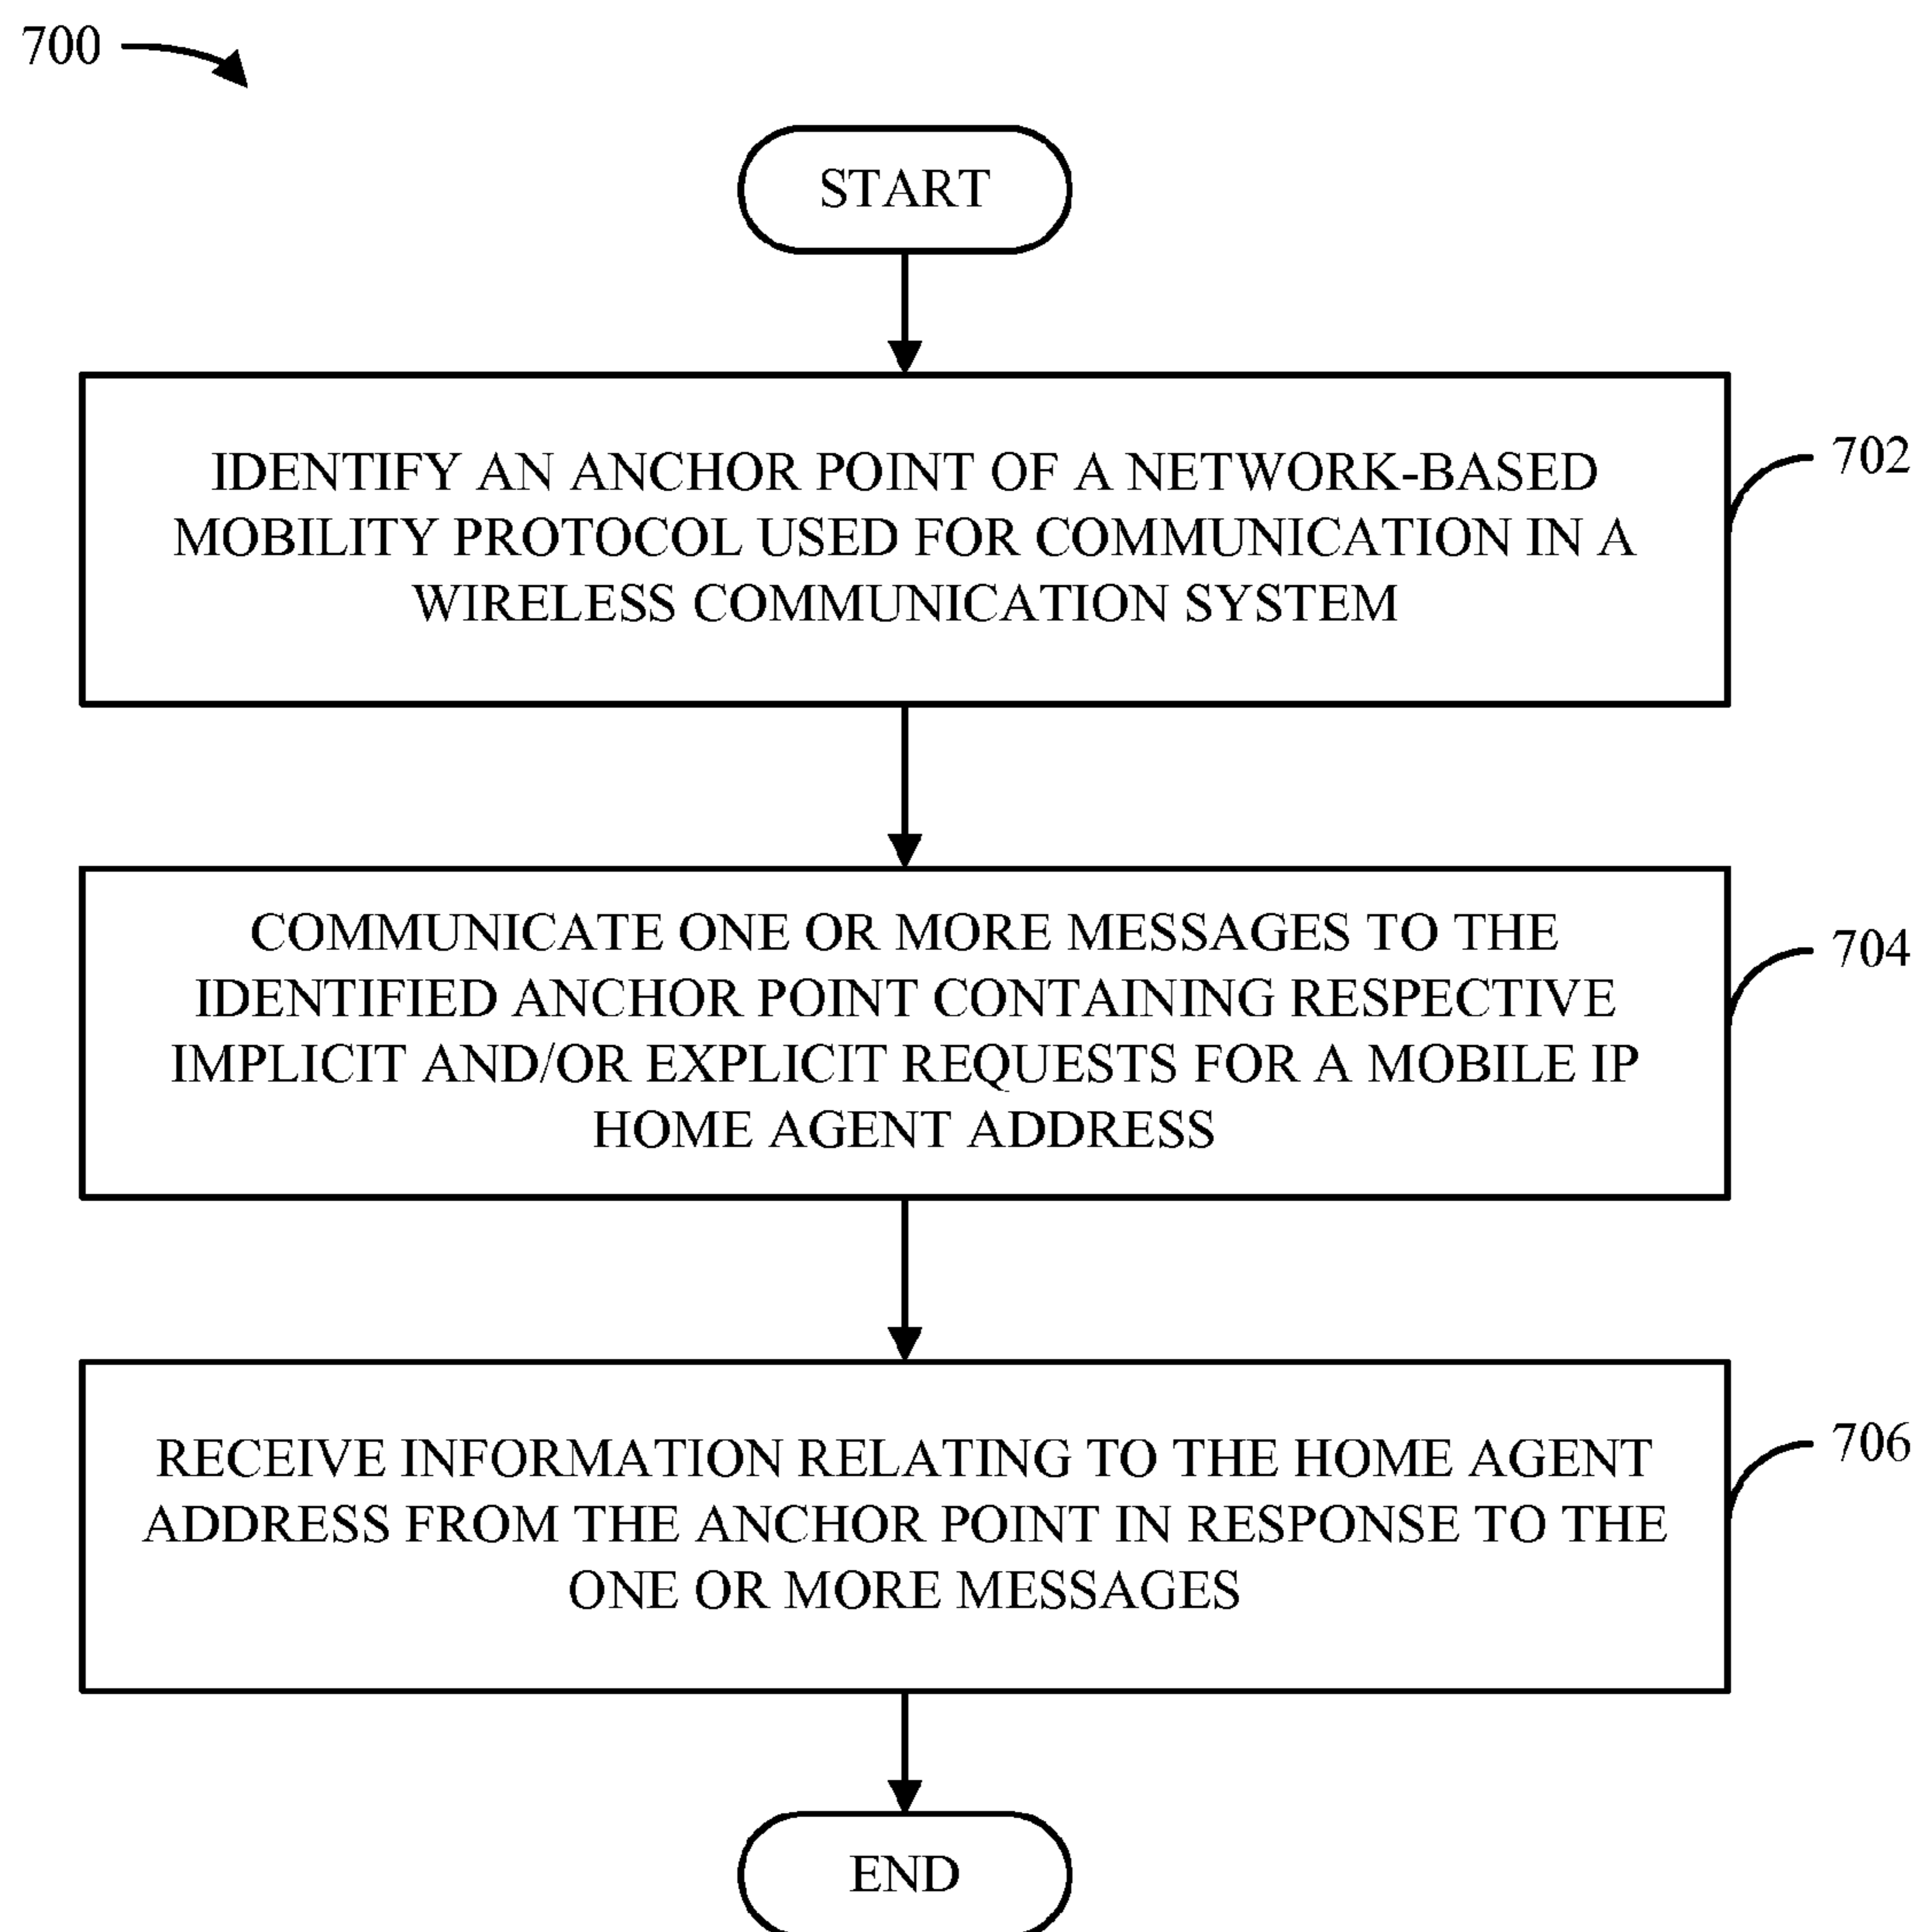 700
START
IDENTIFY AN ANCHOR POINT OF A NETWORK-BASED
MOBILITY PROTOCOL USED FOR COMMUNICATION IN A
WIRELESS COMMUNICATION SYSTEM
702
COMMUNICATE ONE OR MORE MESSAGES TO THE
IDENTIFIED ANCHOR POINT CONTAINING RESPECTIVE
IMPLICIT AND/OR EXPLICIT REQUESTS FOR A MOBILE IP
HOME AGENT ADDRESS
704
RECEIVE INFORMATION RELATING TO THE HOME AGENT
ADDRESS FROM THE ANCHOR POINT IN RESPONSE TO THE
ONE OR MORE MESSAGES
706
END